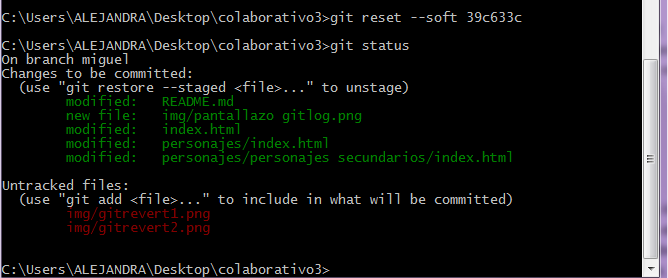 C:\Users\ALEJANDRA\Desktop\colaborativo3>git reset --soft 39c633c
C:\Users\ALEJANDRA\Desktop\colaborativo3>git status
On branch miguel
Changes to be committed:
  (use "git restore --staged <file>..." to unstage)
        modified:   README.md
        new file:   img/pantallazo gitlog.png
        modified:   index.html
        modified:   personajes/index.html
        modified:   personajes/personajes secundarios/index.html
Untracked files:
  (use "git add <file>..." to include in what will be committed)
        img/gitrevert1.png
        img/gitrevert2.png
C:\Users\ALEJANDRA\Desktop\colaborativo3>